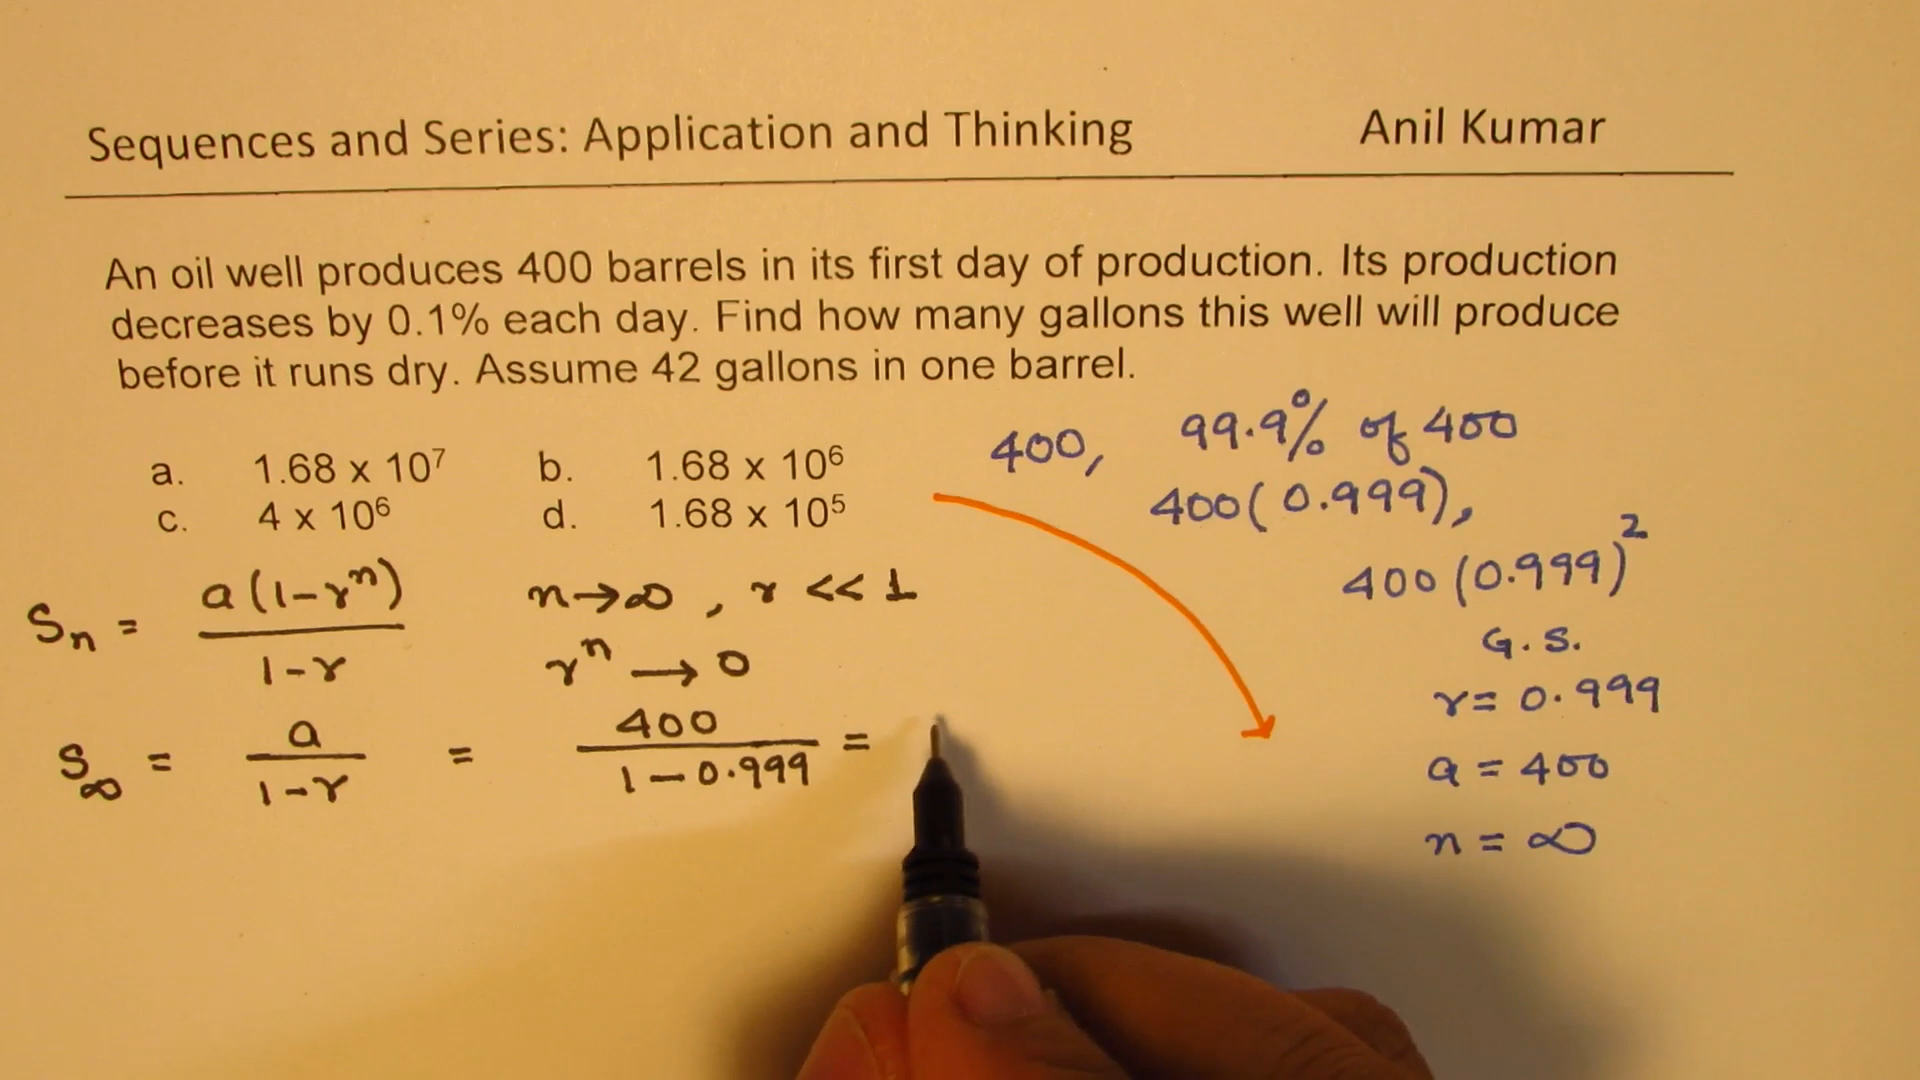 Sequences and Series: Application and Thinking Anil Kumar
An oil well produces 400 barrels in its first day of production. Its production
decreases by 0.1% each day. Find how many gallons this well will produce
before it runs dry. Assume 42 gallons in one barrel.
a. 1.68 x 10⁷ b. 1.68 x 10⁶
c. 4 x 10⁶ d. 1.68 x 10⁵
400, 99.9% of 400
400(0.999),
400(0.999)²
G.S.
r = 0.999
a = 400
n = ∞
Sn = a(1-rⁿ) / 1-r n→∞, r << 1
rⁿ → 0
S∞ = a / 1-r = 400 / 1-0.999 =